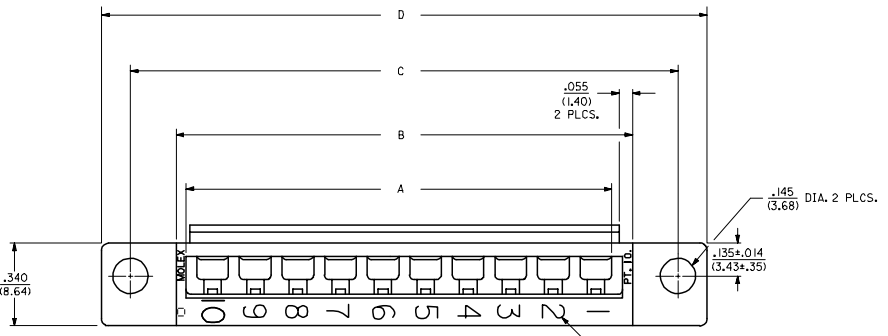 D
C
.055
(1.40)
2 PLCS.
B
A
.145
(3.68) DIA. 2 PLCS.
.135±.014
(3.43±.35)
.340
(8.64)
MOLEX
PT. 10.
10 9 8 7 6 5 4 3 2 1